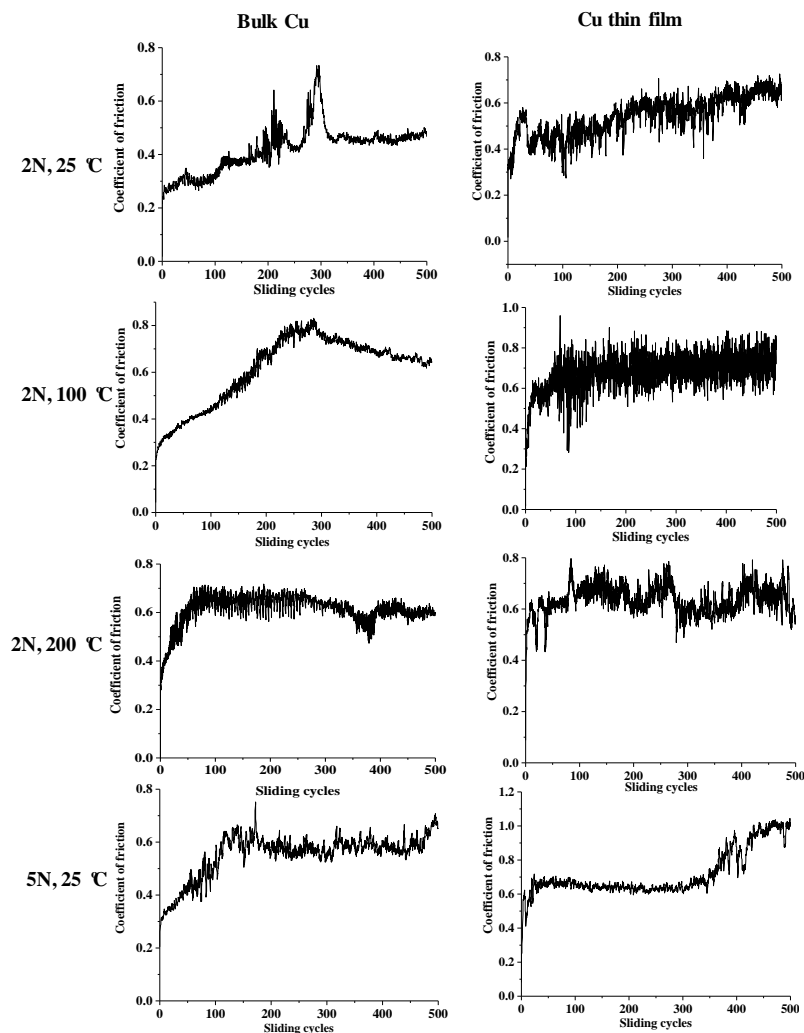 Bulk Cu
Cu thin film
2N, 25 ℃
Coefficient of friction
0.8
0.6
0.4
0.2
0.0
0 100 200 300 400 500
Sliding cycles
Coefficient of friction
0.8
0.6
0.4
0.2
0.0
0 100 200 300 400 500
Sliding cycles
2N, 100 ℃
Coefficient of friction
0.8
0.6
0.4
0.2
0.0
0 100 200 300 400 500
Sliding cycles
Coefficient of friction
1.0
0.8
0.6
0.4
0.2
0.0
0 100 200 300 400 500
Sliding cycles
2N, 200 ℃
Coefficient of friction
0.8
0.6
0.4
0.2
0.0
0 100 200 300 400 500
Sliding cycles
Coefficient of friction
0.8
0.6
0.4
0.2
0.0
0 100 200 300 400 500
Sliding cycles
5N, 25 ℃
Coefficient of friction
0.8
0.6
0.4
0.2
0.0
0 100 200 300 400 500
Sliding cycles
Coefficient of friction
1.2
1.0
0.8
0.6
0.4
0.2
0.0
0 100 200 300 400 500
Sliding cycles